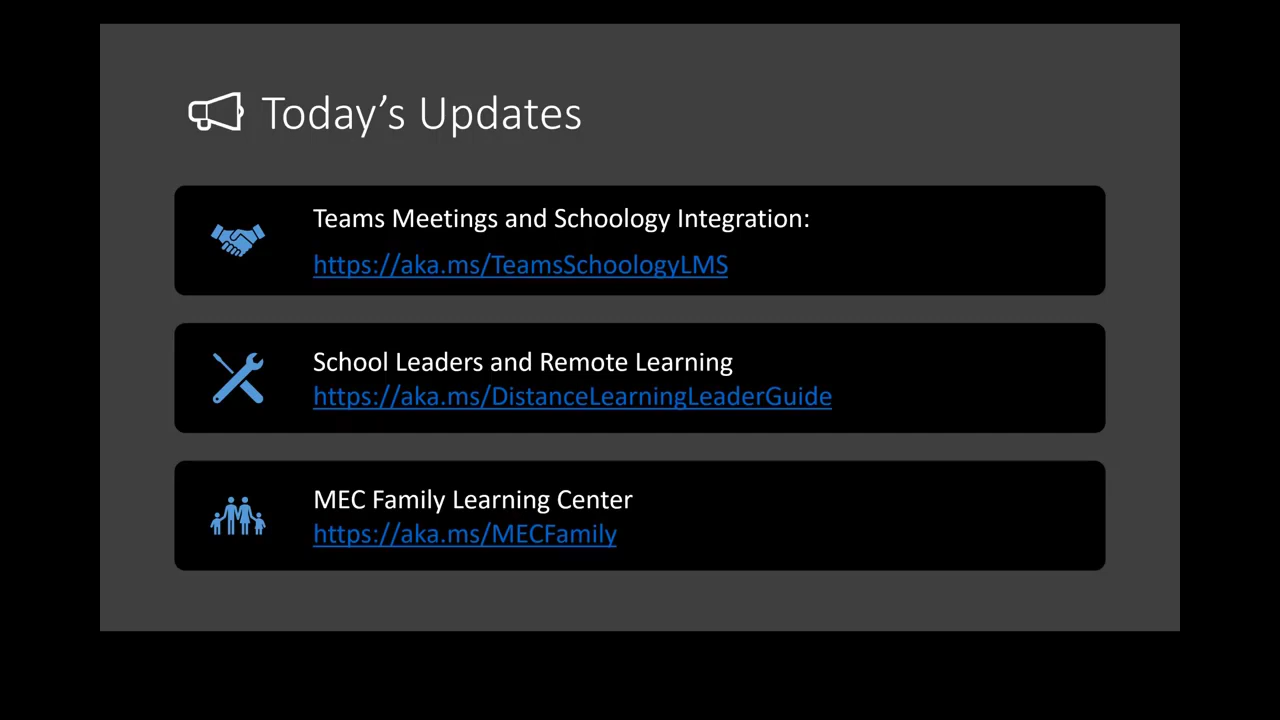 Today’s Updates
Teams Meetings and Schoology Integration:
https://aka.ms/TeamsSchoologyLMS
School Leaders and Remote Learning
https://aka.ms/DistanceLearningLeaderGuide
MEC Family Learning Center
https://aka.ms/MECFamily